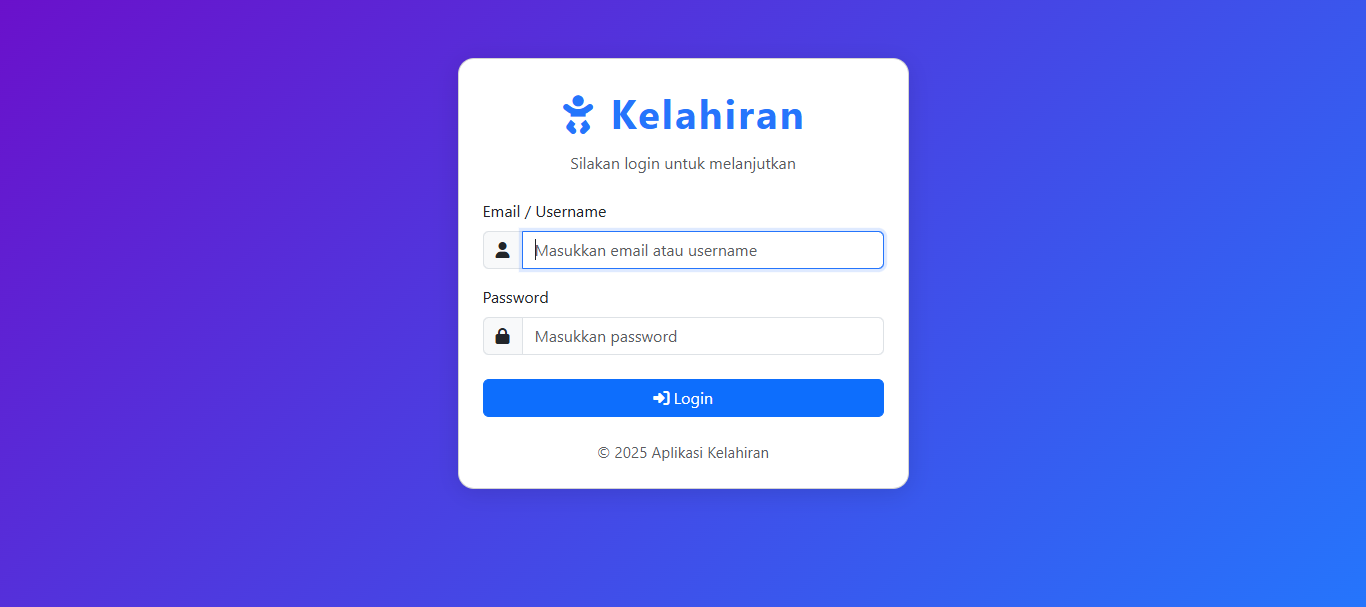 Kelahiran
Silakan login untuk melanjutkan
Email / Username
Masukkan email atau username
Password
Masukkan password
Login
© 2025 Aplikasi Kelahiran